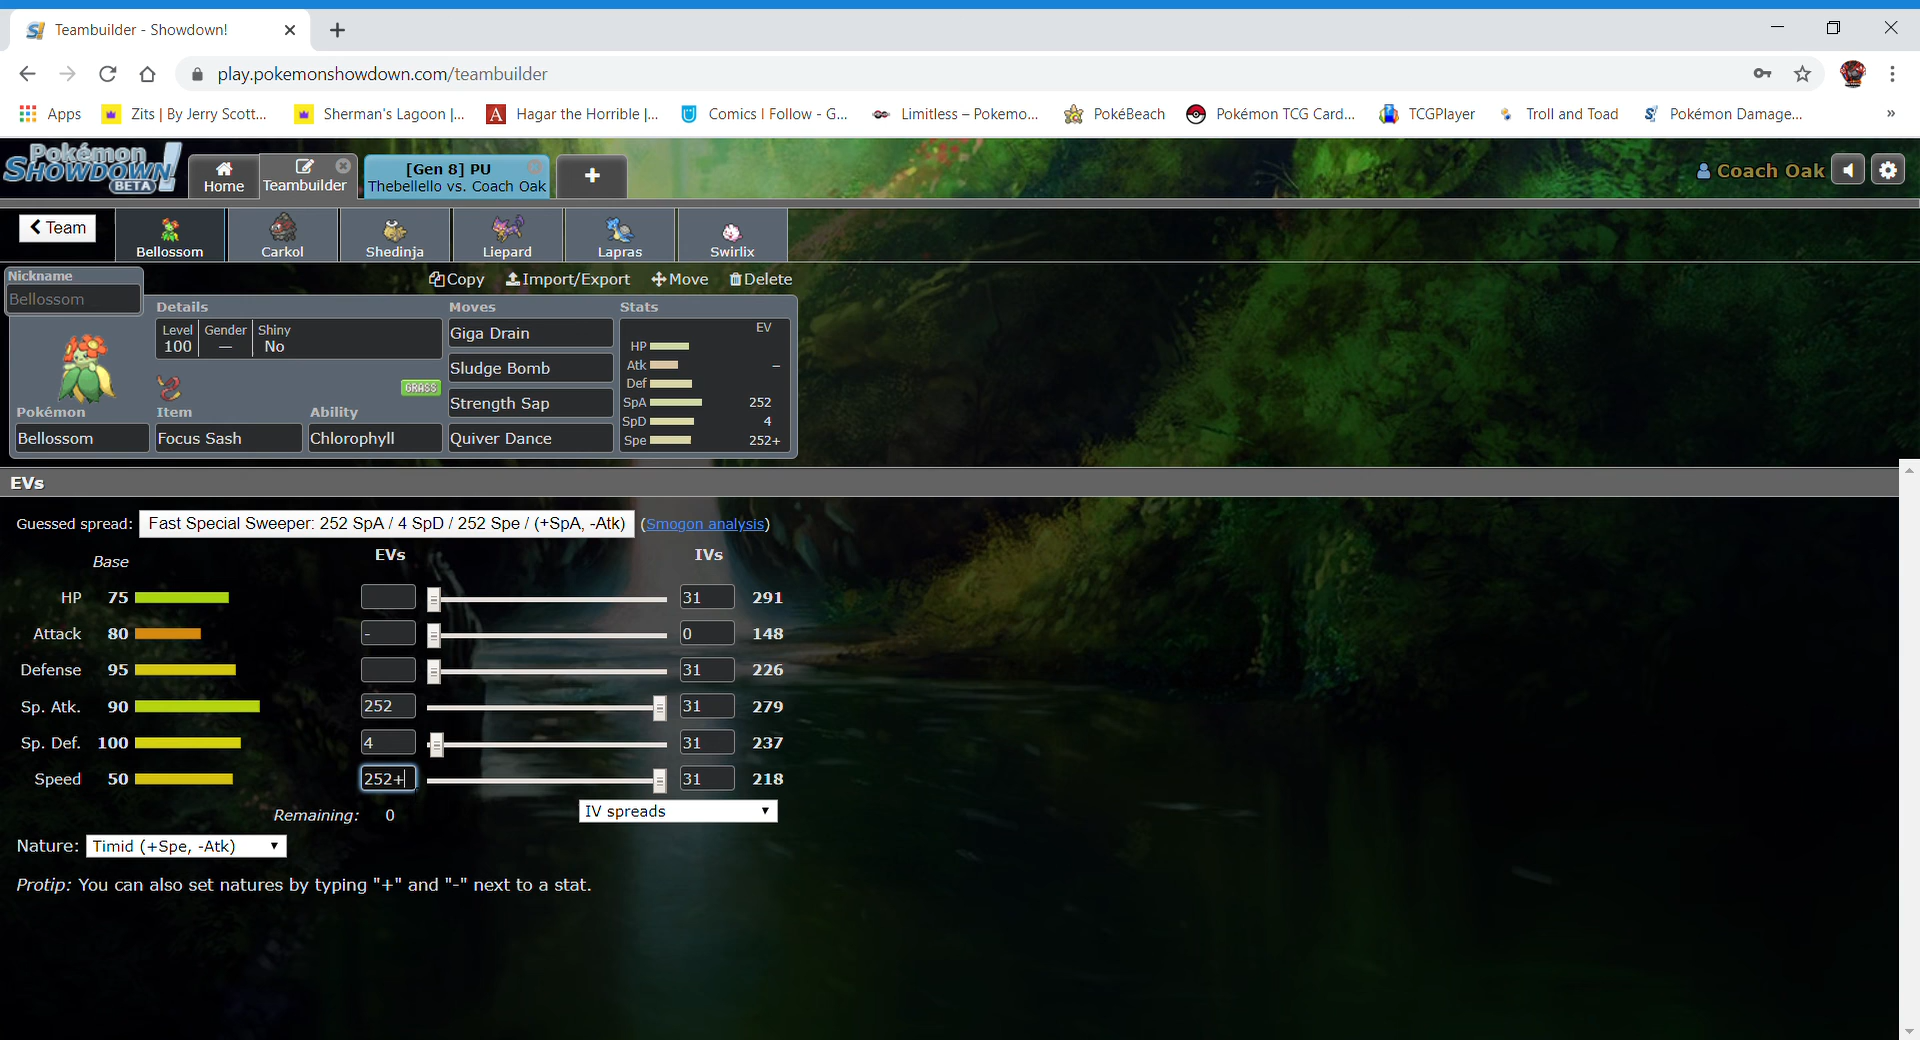 Teambuilder - Showdown!
play.pokemonshowdown.com/teambuilder
Apps
Zits | By Jerry Scott...
Sherman's Lagoon |...
Hagar the Horrible |...
Comics I Follow - G...
Limitless – Pokemo...
PokéBeach
Pokémon TCG Card...
TCGPlayer
Troll and Toad
Pokémon Damage...
»
Pokémon
SHOWDOWN!
BETA
Home
Teambuilder
[Gen 8] PU
Thebellello vs. Coach Oak
Coach Oak
Team
Bellossom
Carkol
Shedinja
Liepard
Lapras
Swirlix
Nickname
Bellossom
Copy
Import/Export
Move
Delete
Details
Level
100
Gender
—
Shiny
No
GRASS
Pokémon
Bellossom
Item
Focus Sash
Ability
Chlorophyll
Moves
Giga Drain
Sludge Bomb
Strength Sap
Quiver Dance
Stats
EV
HP
Atk –
Def
SpA 252
SpD 4
Spe 252+
EVs
Guessed spread: Fast Special Sweeper: 252 SpA / 4 SpD / 252 Spe / (+SpA, -Atk) (Smogon analysis)
Base EVs IVs
HP 75 31 291
Attack 80 - 0 148
Defense 95 31 226
Sp. Atk. 90 252 31 279
Sp. Def. 100 4 31 237
Speed 50 252+ 31 218
Remaining: 0 IV spreads
Nature: Timid (+Spe, -Atk)
Protip: You can also set natures by typing "+" and "-" next to a stat.